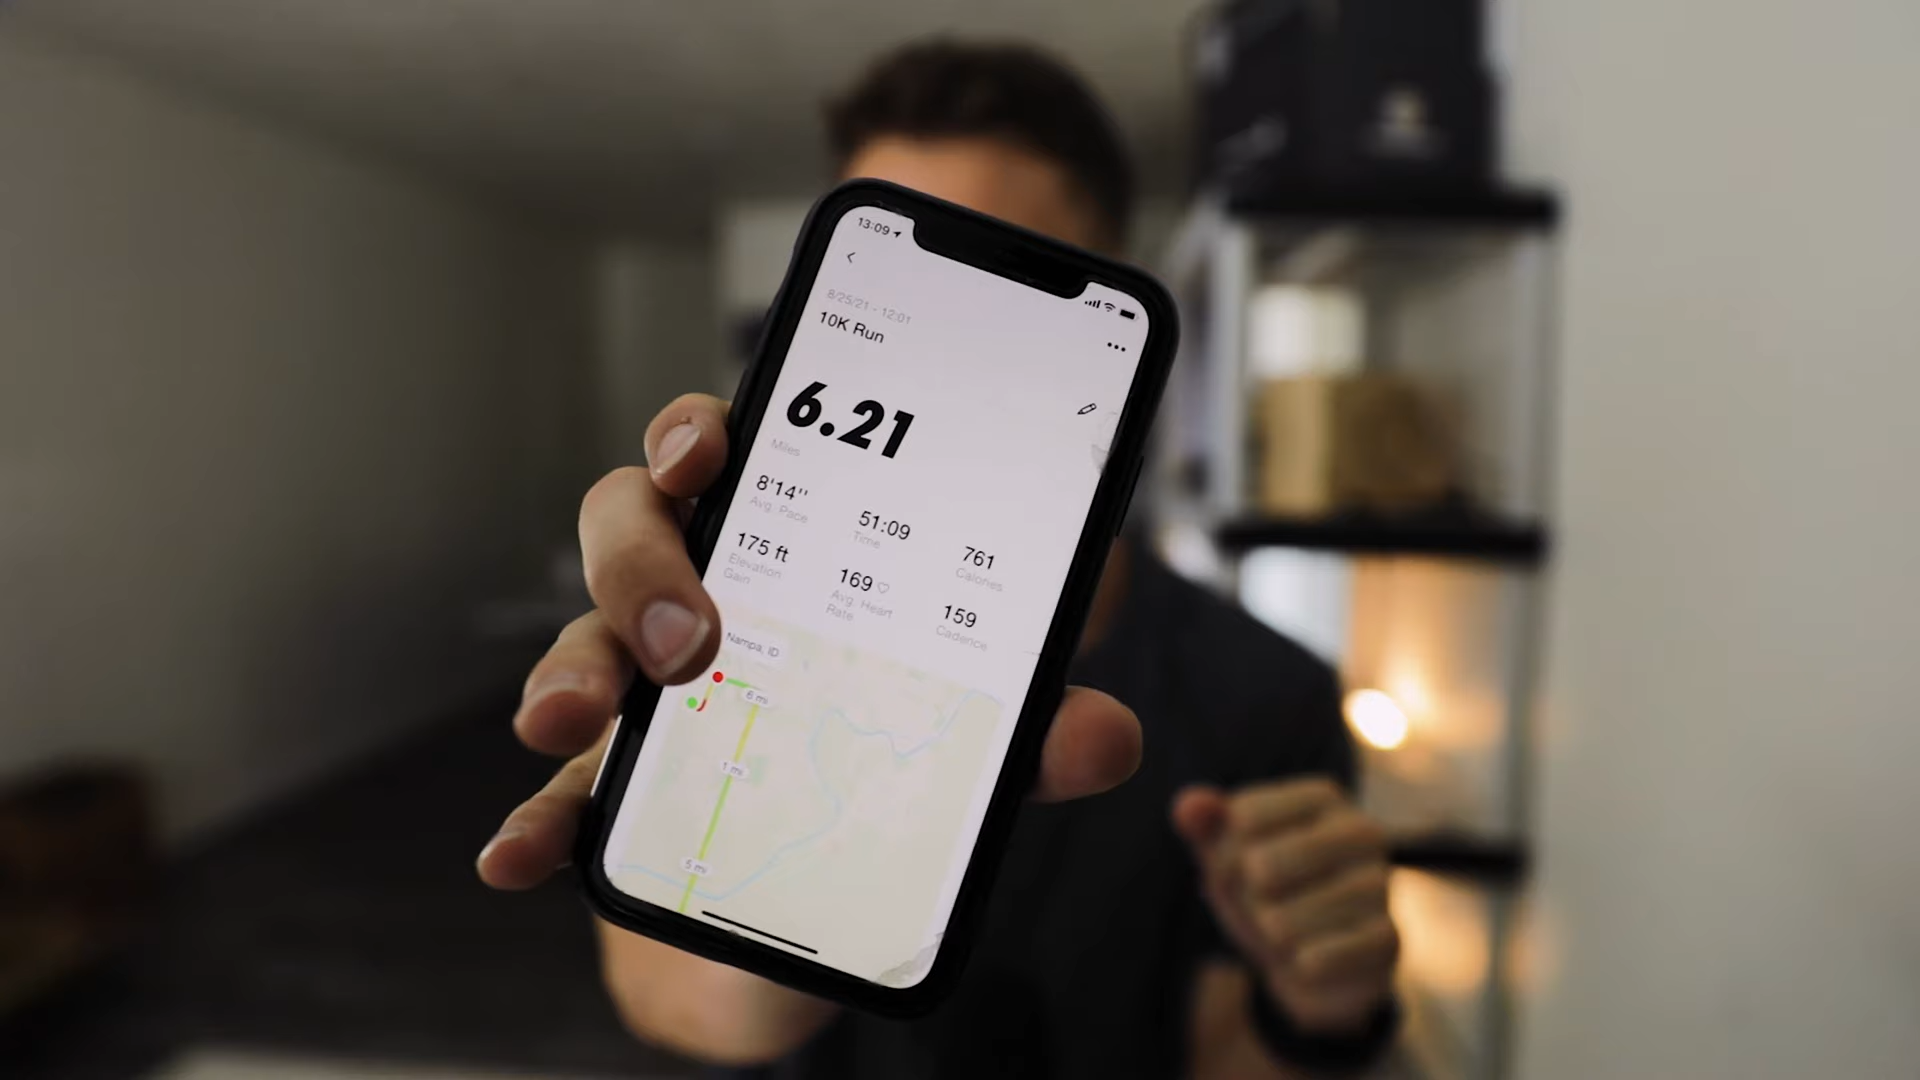 13:09
8/25/21 - 12:01
10K Run
6.21
Miles
8'14''
Avg. Pace
51:09
Time
761
Calories
175 ft
Elevation
Gain
169
Avg. Heart
Rate
159
Cadence
Nampa, ID
6 mi
1 mi
5 mi